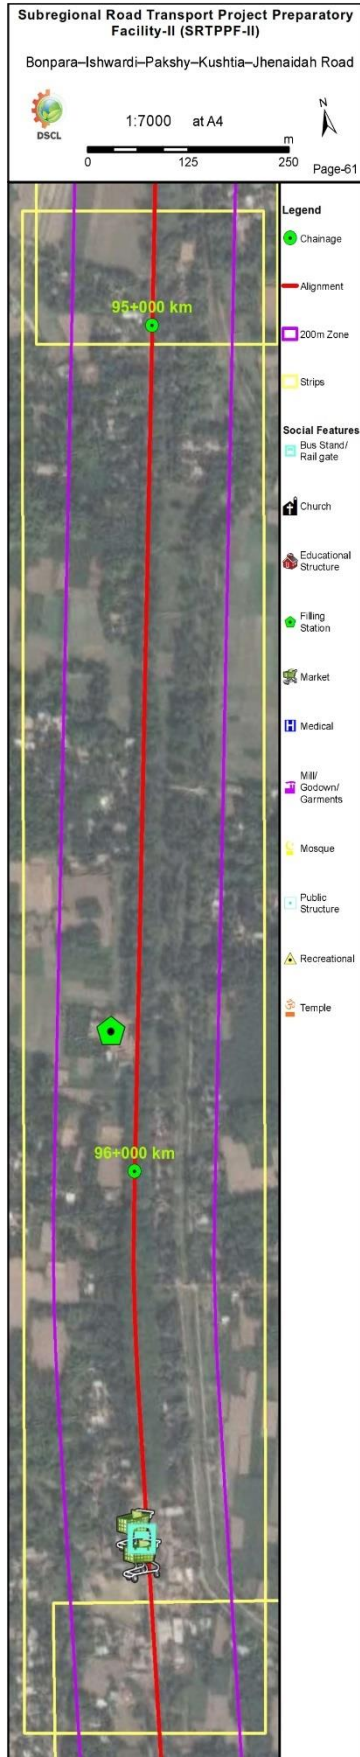 Subregional Road Transport Project Preparatory
Facility-II (SRTPPF-II)
Bonpara–Ishwardi–Pakshy–Kushtia–Jhenaidah Road
DSCL
1:7000 at A4
N
m
0 125 250
Page-61
95+000 km
96+000 km
Legend
Chainage
Alignment
200m Zone
Strips
Social Features
Bus Stand/
Rail gate
Church
Educational
Structure
Filling
Station
Market
H
Medical
Mill/
Godown/
Garments
Mosque
Public
Structure
Recreational
Temple